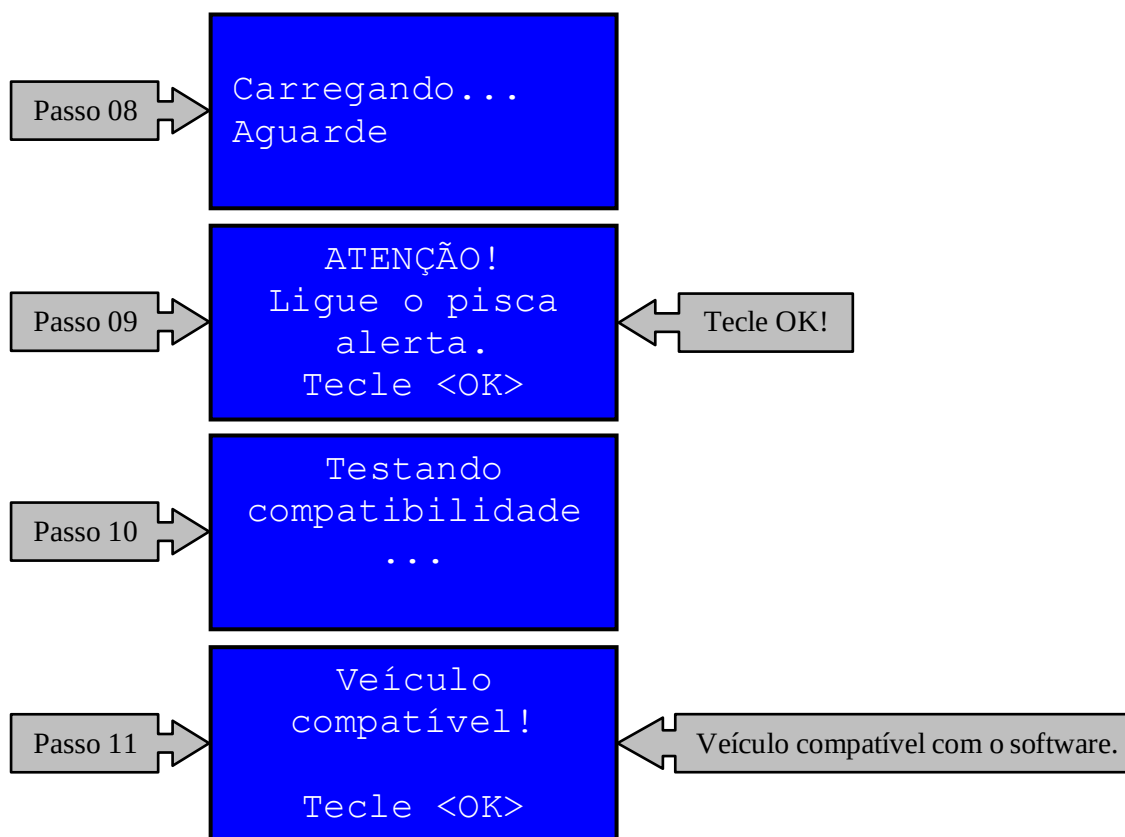 Passo 08
Carregando...
Aguarde
Passo 09
ATENÇÃO!
Ligue o pisca
alerta.
Tecle <OK>
Tecle OK!
Passo 10
Testando
compatibilidade
...
Passo 11
Veículo
compatível!
Tecle <OK>
Veículo compatível com o software.